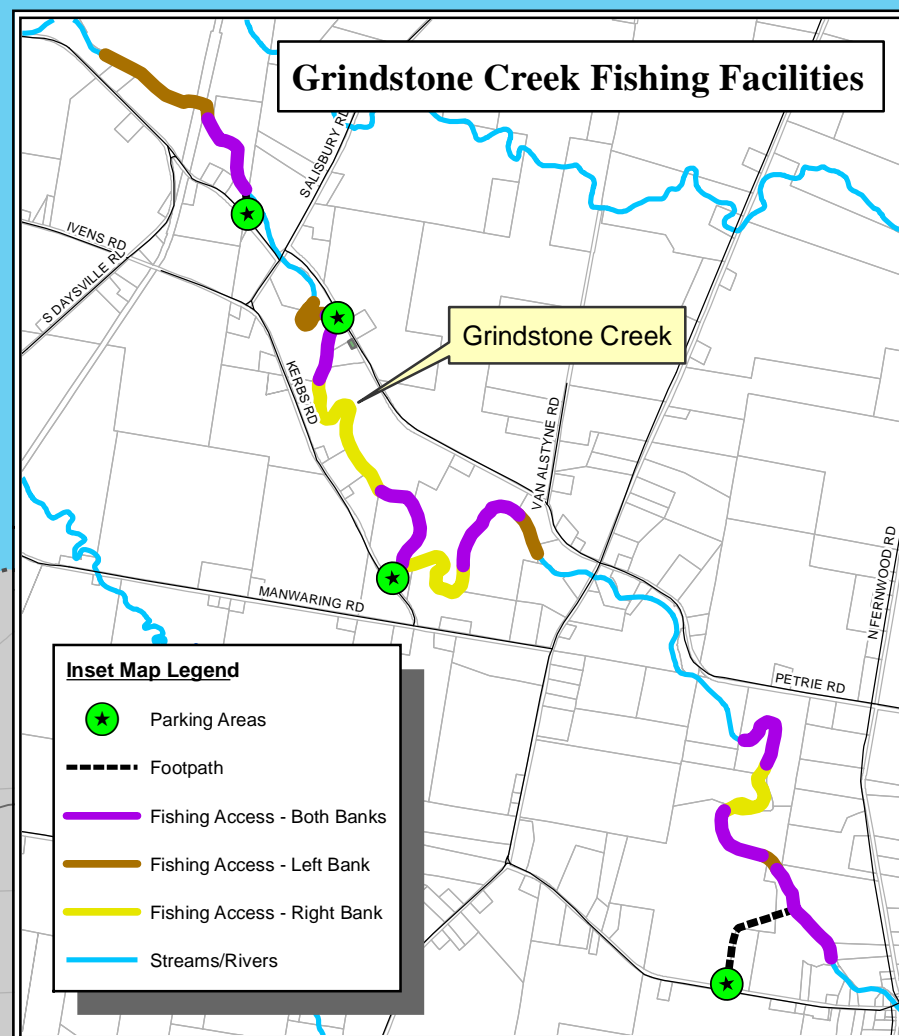 Grindstone Creek Fishing Facilities
SALISBURY RD
IVENS RD
S DAYSVILLE RD
Grindstone Creek
KERBS RD
VAN ALSTYNE RD
N FERNWOOD RD
MANWARING RD
PETRIE RD
Inset Map Legend
Parking Areas
Footpath
Fishing Access - Both Banks
Fishing Access - Left Bank
Fishing Access - Right Bank
Streams/Rivers